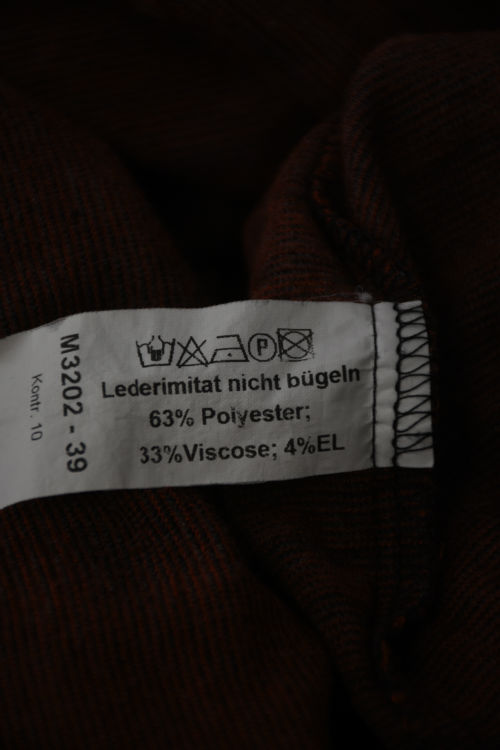 P
Lederimitat nicht bügeln
63% Polyester;
33%Viscose; 4%EL
M3202 - 39
Kontr. 10